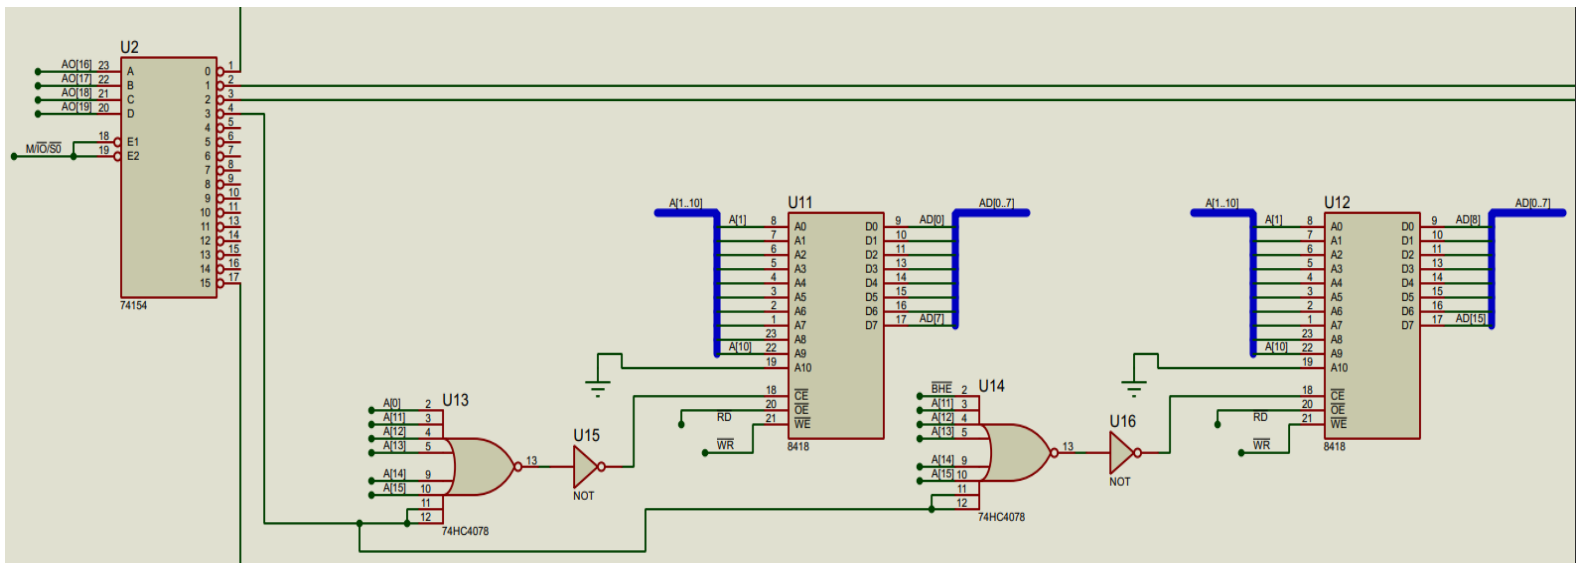 U2
AO[16] 23 A 0 1
AO[17] 22 B 1 2
AO[18] 21 C 2 3
AO[19] 20 D 3 4
4 5
M/IO/S0 18 E1 5 6
19 E2 6 7
7 8
8 9
9 10
10 11
11 13
12 14
13 15
14 16
15 17
74154
A[1..10]
U11
AD[0..7]
A[1] 8 A0 D0 9 AD[0]
7 A1 D1 10
6 A2 D2 11
5 A3 D3 13
4 A4 D4 14
3 A5 D5 15
2 A6 D6 16
1 A7 D7 17 AD[7]
23 A8
A[10] 22 A9
19 A10
18 CE
20 OE
RD
21 WE
WR
8418
A[1..10]
U12
AD[0..7]
A[1] 8 A0 D0 9 AD[8]
7 A1 D1 10
6 A2 D2 11
5 A3 D3 13
4 A4 D4 14
3 A5 D5 15
2 A6 D6 16
1 A7 D7 17 AD[15]
23 A8
A[10] 22 A9
19 A10
18 CE
20 OE
RD
21 WE
WR
8418
U13
A[0] 2
A[11] 3
A[12] 4
A[13] 5
A[14] 9
A[15] 10
11
12
13
74HC4078
U15
NOT
U14
BHE 2
A[11] 3
A[12] 4
A[13] 5
A[14] 9
A[15] 10
11
12
13
74HC4078
U16
NOT